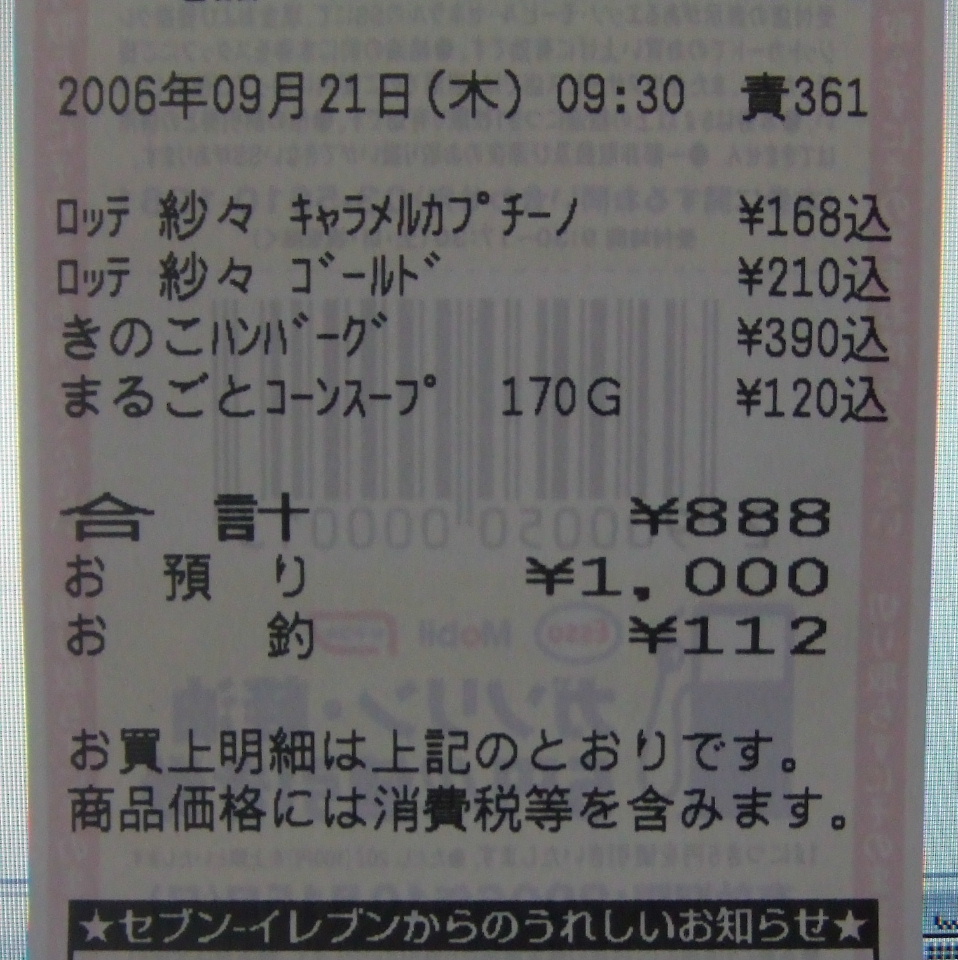 2006年09月21日(木) 09:30 責361
ロッテ 紗々 キャラメルカプチーノ ¥168込
ロッテ 紗々 ゴールド ¥210込
きのこハンバーグ ¥390込
まるごとコーンスープ 170G ¥120込
合 計 ¥888
お 預 り ¥1,000
お 釣 ¥112
お買上明細は上記のとおりです。
商品価格には消費税等を含みます。
★セブン-イレブンからのうれしいお知らせ★